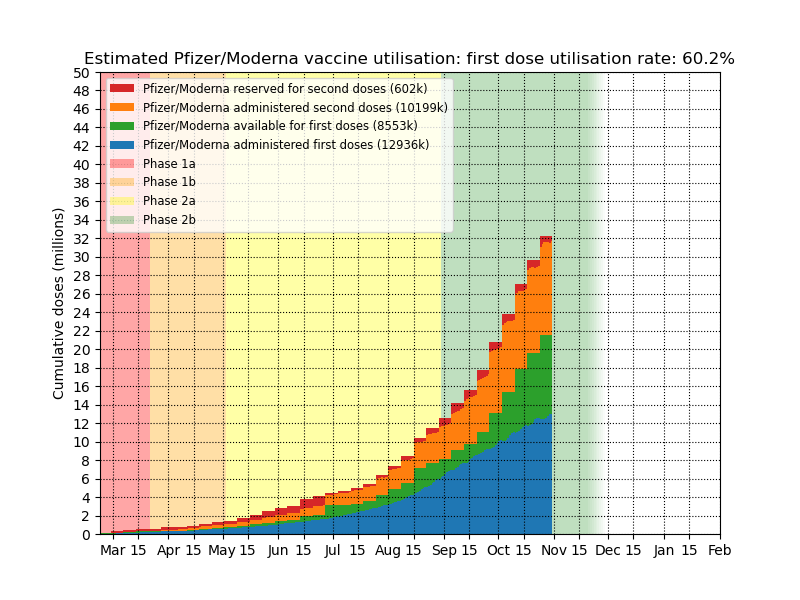 Estimated Pfizer/Moderna vaccine utilisation: first dose utilisation rate: 60.2%
Cumulative doses (millions)
50
48
46
44
42
40
38
36
34
32
30
28
26
24
22
20
18
16
14
12
10
8
6
4
2
0
Pfizer/Moderna reserved for second doses (602k)
Pfizer/Moderna administered second doses (10199k)
Pfizer/Moderna available for first doses (8553k)
Pfizer/Moderna administered first doses (12936k)
Phase 1a
Phase 1b
Phase 2a
Phase 2b
Mar 15 Apr 15 May 15 Jun 15 Jul 15 Aug 15 Sep 15 Oct 15 Nov 15 Dec 15 Jan 15 Feb